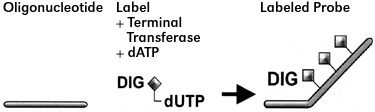 Oligonucleotide
Label
+ Terminal
Transferase
+ dATP
DIG
dUTP
Labeled Probe
DIG